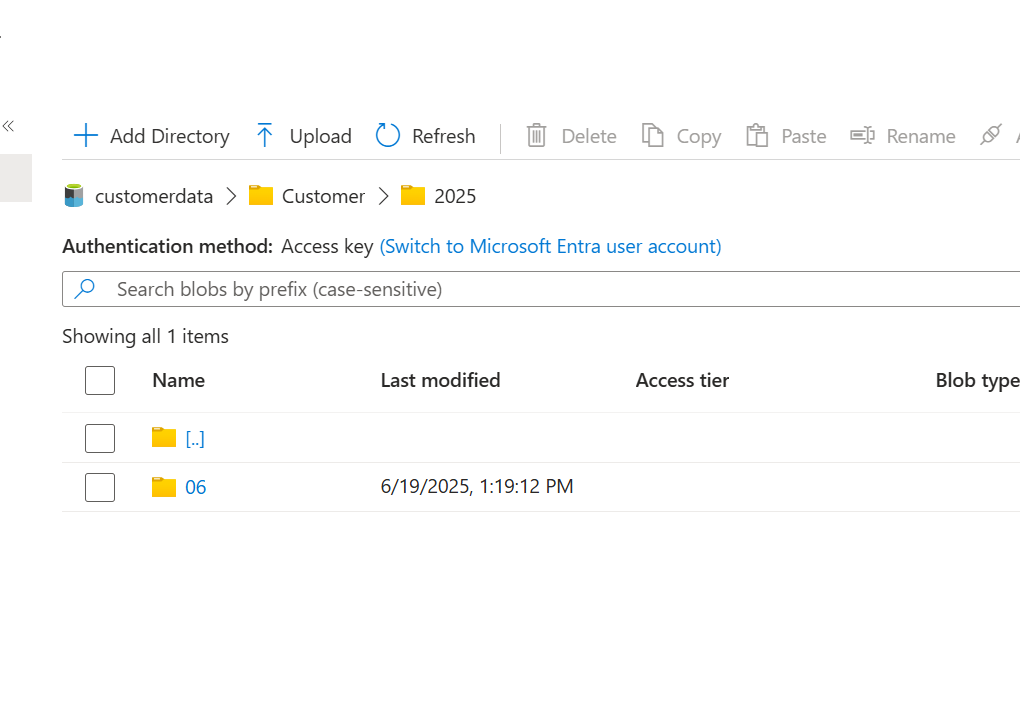 Add Directory Upload Refresh Delete Copy Paste Rename
customerdata > Customer > 2025
Authentication method: Access key (Switch to Microsoft Entra user account)
Search blobs by prefix (case-sensitive)
Showing all 1 items
Name Last modified Access tier Blob type
[..]
06 6/19/2025, 1:19:12 PM